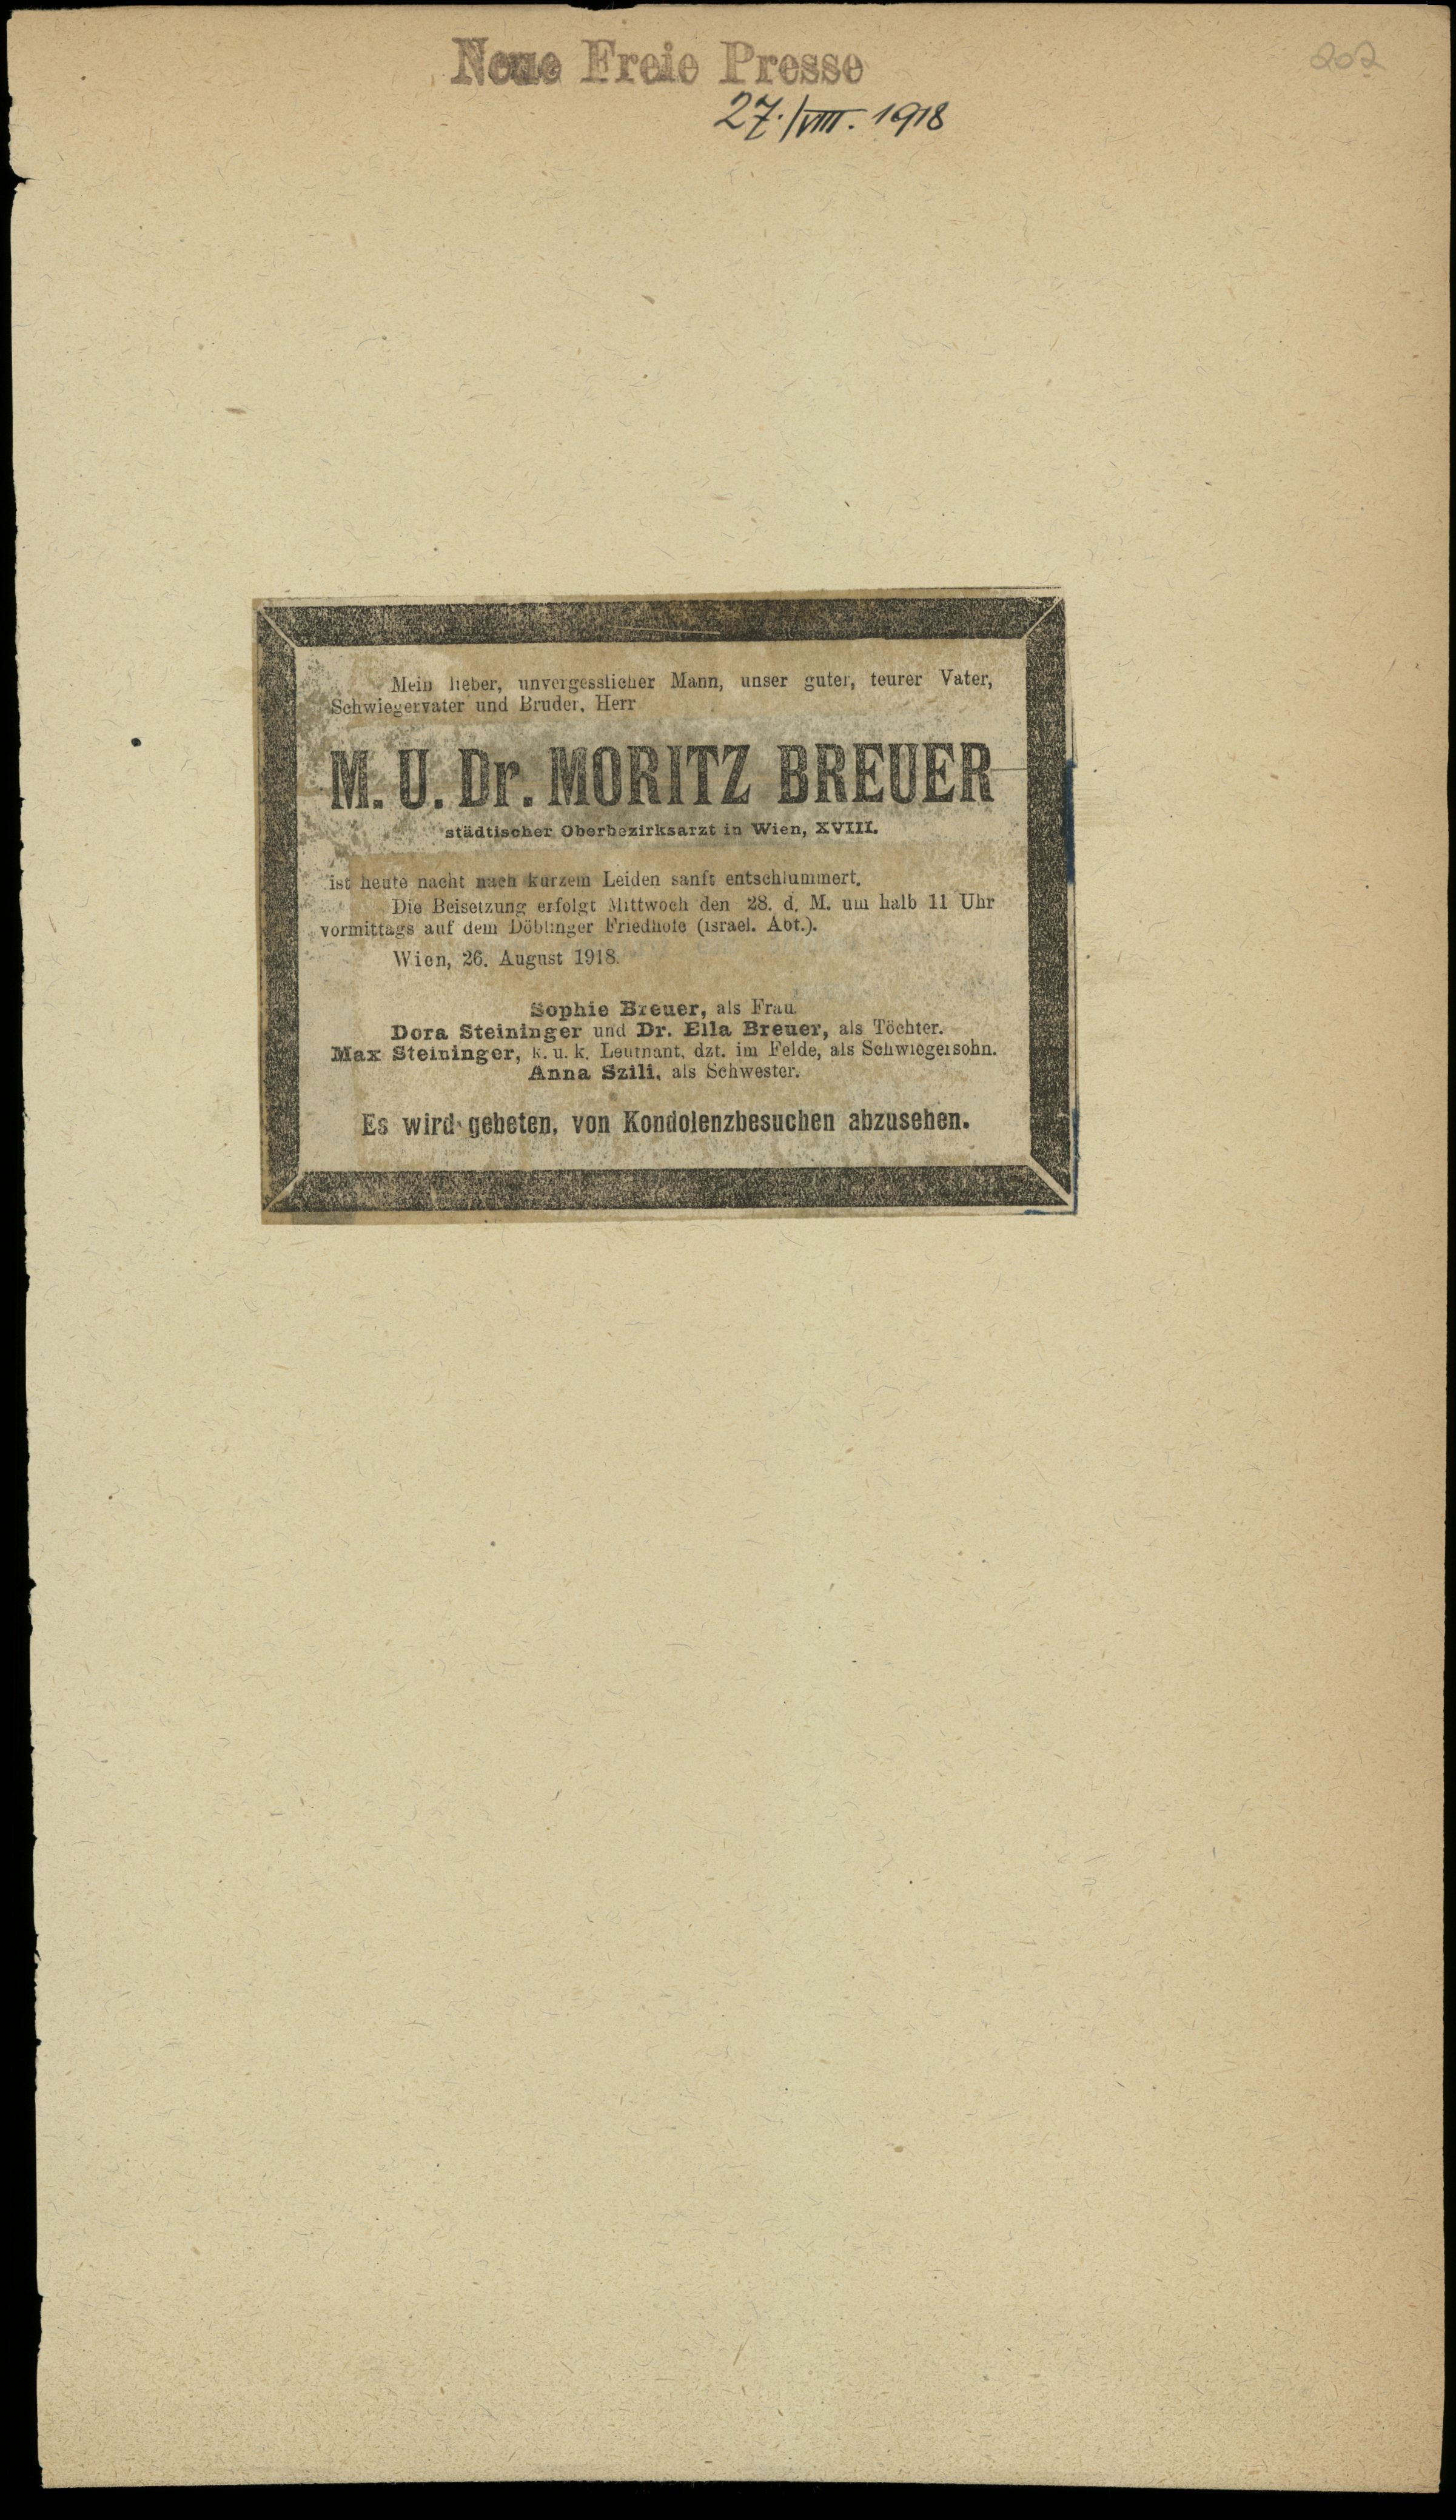 Neue Freie Presse
202
27./VIII. 1918
Mein lieber, unvergesslicher Mann, unser guter, teurer Vater,
Schwiegervater und Bruder, Herr
M. U. Dr. MORITZ BREUER
städtischer Oberbezirksarzt in Wien, XVIII.
ist heute nacht nach kurzem Leiden sanft entschlummert.
Die Beisetzung erfolgt Mittwoch den 28. d. M. um halb 11 Uhr
vormittags auf dem Döblinger Friedhofe (israel. Abt.).
Wien, 26. August 1918.
Sophie Breuer, als Frau.
Dora Steininger und Dr. Ella Breuer, als Töchter.
Max Steininger, k. u. k. Leutnant, dzt. im Felde, als Schwiegersohn.
Anna Szili, als Schwester.
Es wird gebeten, von Kondolenzbesuchen abzusehen.